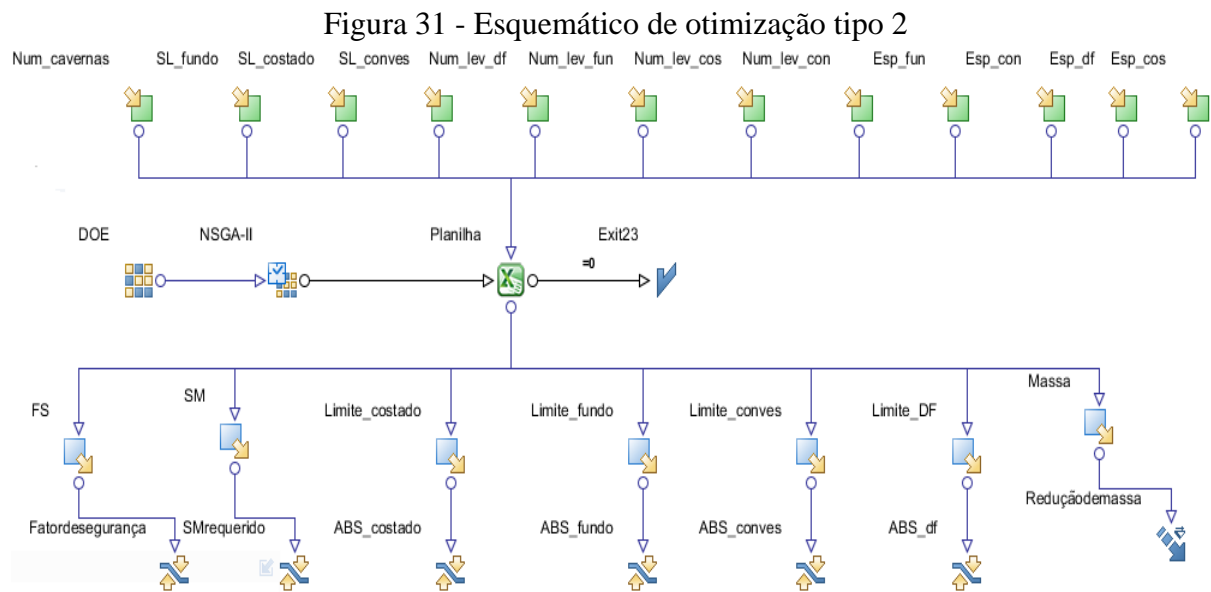 Figura 31 - Esquemático de otimização tipo 2
Num_cavernas SL_fundo SL_costado SL_conves Num_lev_df Num_lev_fun Num_lev_cos Num_lev_con Esp_fun Esp_con Esp_df Esp_cos
DOE NSGA-II Planilha Exit23
=0
Massa
SM
FS Limite_costado Limite_fundo Limite_conves Limite_DF
Reduçãodemassa
Fatordesegurança SMrequerido ABS_costado ABS_fundo ABS_conves ABS_df